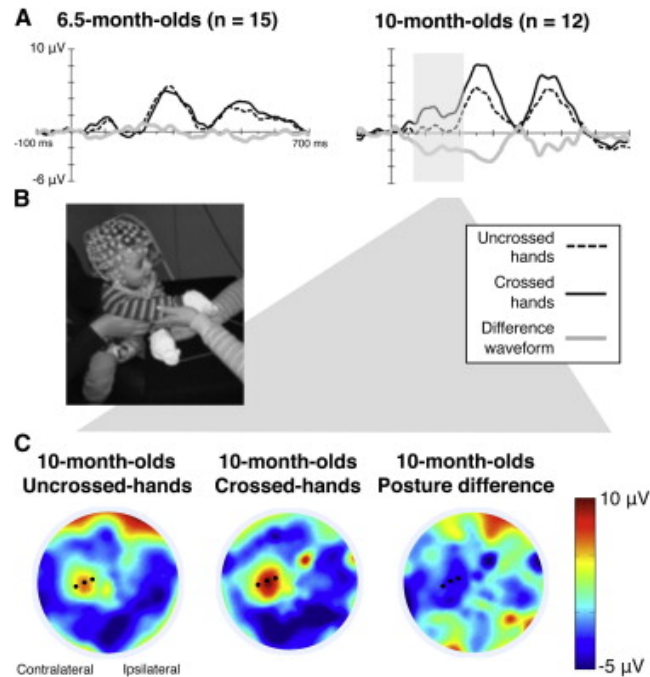 A
6.5-month-olds (n = 15)
10-month-olds (n = 12)
10 µV
-100 ms
700 ms
-6 µV
B
Uncrossed
hands
Crossed
hands
Difference
waveform
C
10-month-olds
Uncrossed-hands
10-month-olds
Crossed-hands
10-month-olds
Posture difference
10 µV
-5 µV
Contralateral
Ipsilateral